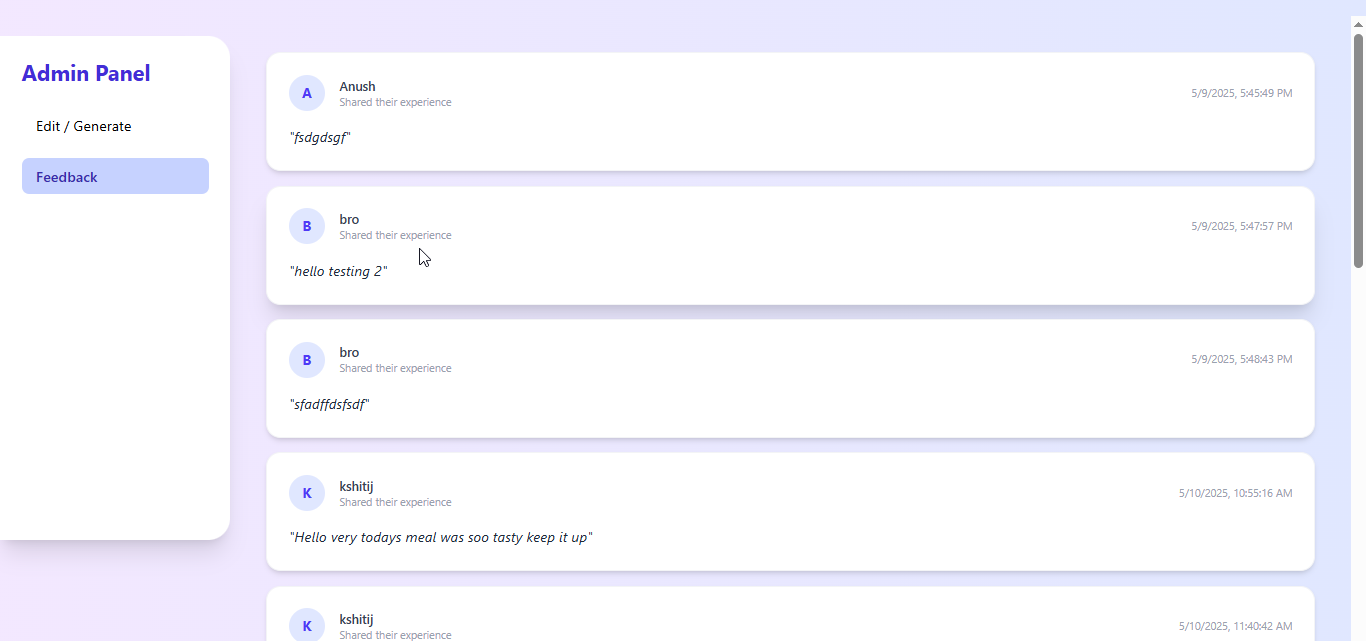 Admin Panel
Edit / Generate
Feedback
A
Anush
Shared their experience
5/9/2025, 5:45:49 PM
"fsdgdsgf"
B
bro
Shared their experience
5/9/2025, 5:47:57 PM
"hello testing 2"
B
bro
Shared their experience
5/9/2025, 5:48:43 PM
"sfadffdsfsdf"
K
kshitij
Shared their experience
5/10/2025, 10:55:16 AM
"Hello very todays meal was soo tasty keep it up"
K
kshitij
Shared their experience
5/10/2025, 11:40:42 AM